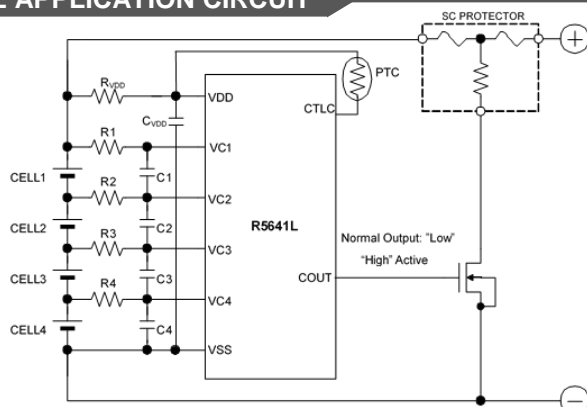 E APPLICATION CIRCUIT
SC PROTECTOR
+
PTC
RVDD
VDD
CTLC
CVDD
R1
VC1
CELL1
C1
R2
VC2
CELL2
C2
R5641L
Normal Output: "Low"
"High" Active
R3
VC3
COUT
CELL3
C3
R4
VC4
CELL4
C4
VSS
−